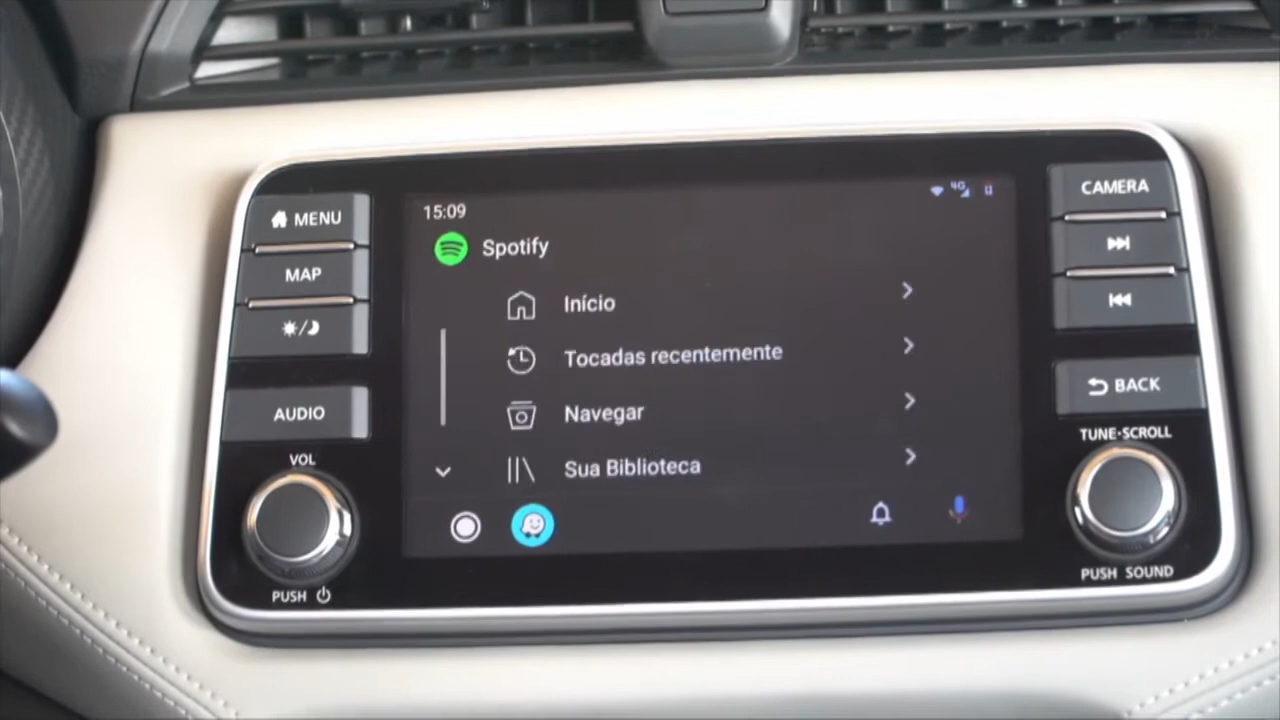 MENU
MAP
AUDIO
VOL
PUSH
15:09
4G
Spotify
Início
Tocadas recentemente
Navegar
Sua Biblioteca
CAMERA
BACK
TUNE·SCROLL
PUSH SOUND